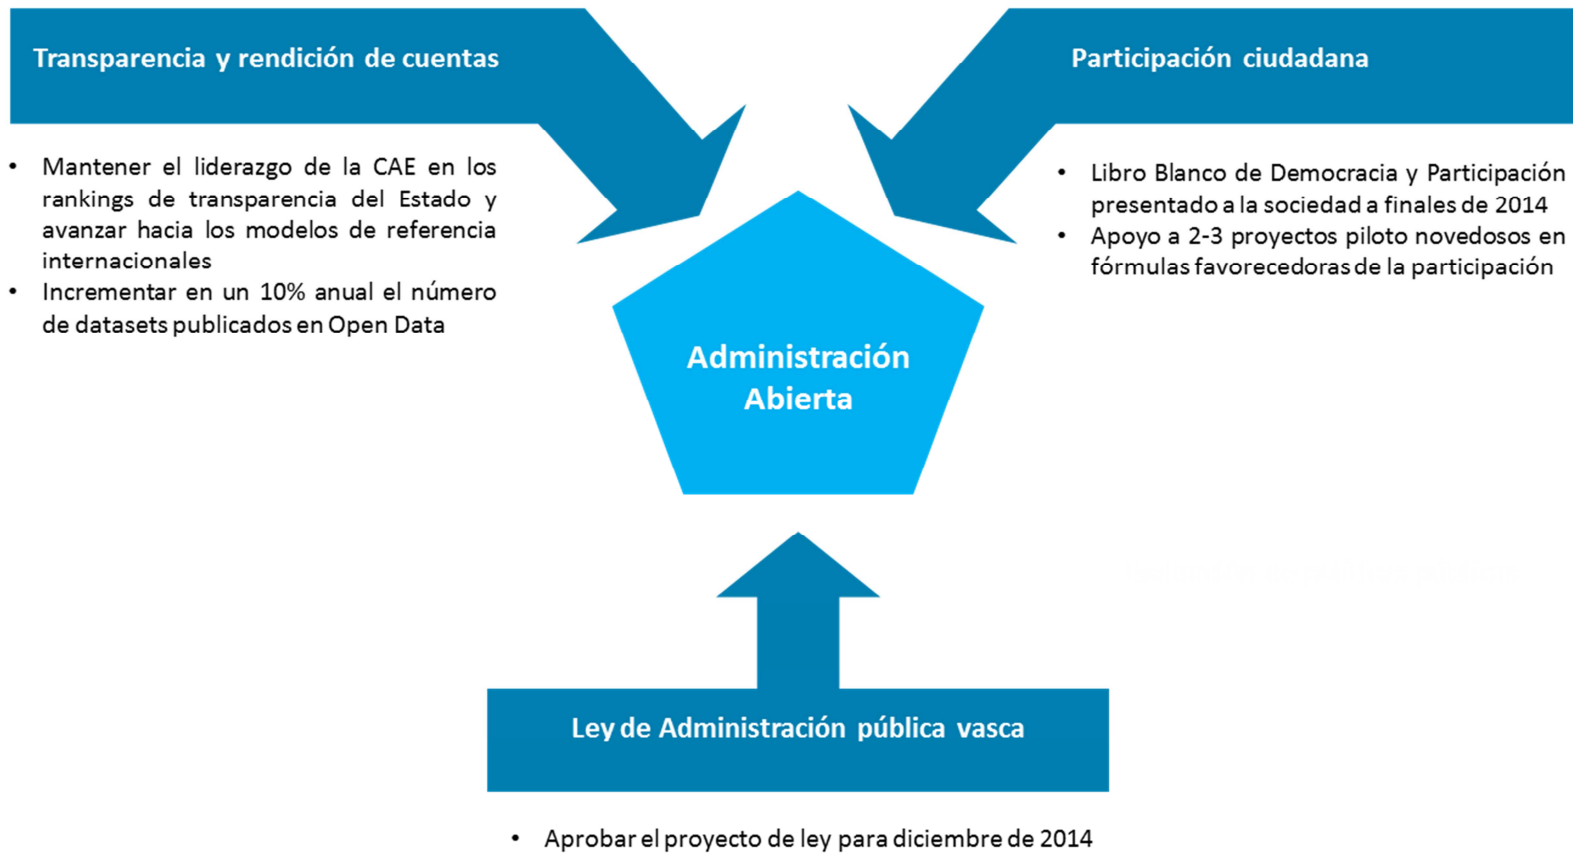 Transparencia y rendición de cuentas
• Mantener el liderazgo de la CAE en los
rankings de transparencia del Estado y
avanzar hacia los modelos de referencia
internacionales
• Incrementar en un 10% anual el número
de datasets publicados en Open Data
Participación ciudadana
• Libro Blanco de Democracia y Participación
presentado a la sociedad a finales de 2014
• Apoyo a 2-3 proyectos piloto novedosos en
fórmulas favorecedoras de la participación
Administración
Abierta
Ley de Administración pública vasca
• Aprobar el proyecto de ley para diciembre de 2014